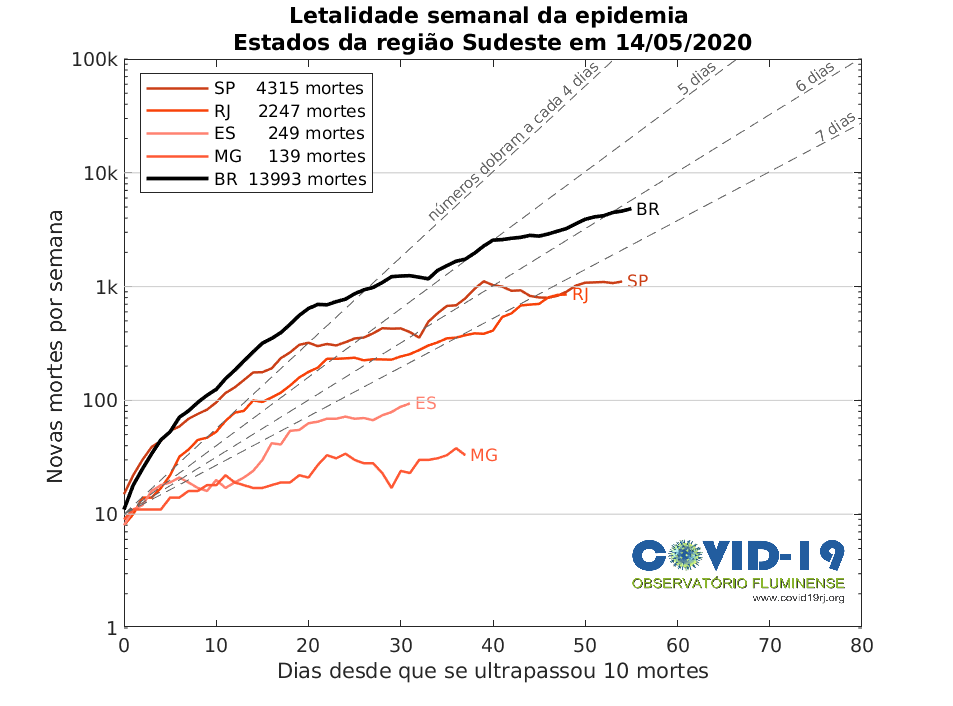 Letalidade semanal da epidemia
Estados da região Sudeste em 14/05/2020
Novas mortes por semana
100k
10k
1k
100
10
1
SP 4315 mortes
RJ 2247 mortes
ES 249 mortes
MG 139 mortes
BR 13993 mortes
números dobram a cada 4 dias
5 dias
6 dias
7 dias
BR
SP
RJ
ES
MG
COVID-19
OBSERVATÓRIO FLUMINENSE
www.covid19rj.org
0 10 20 30 40 50 60 70 80
Dias desde que se ultrapassou 10 mortes